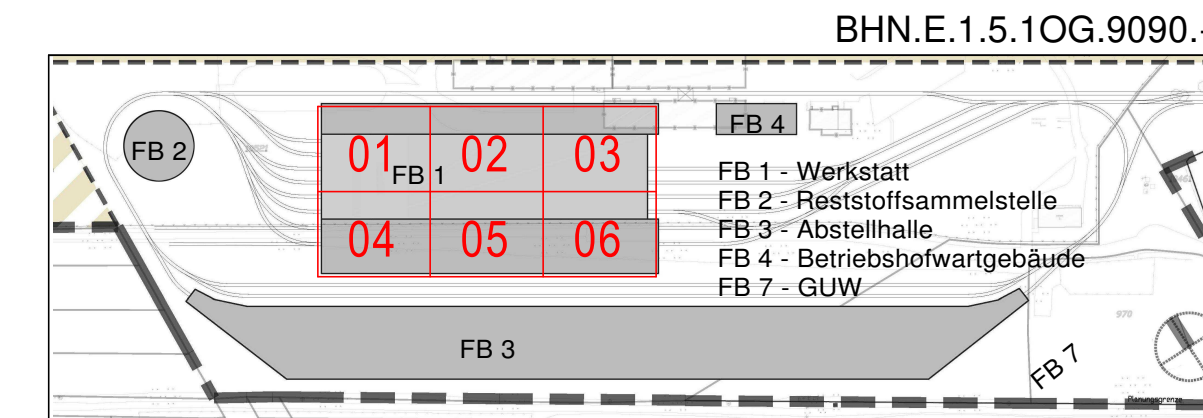 BHN.E.1.5.1OG.9090.-
FB 2
01
02
03
FB 1
04
05
06
FB 4
FB 1 - Werkstatt
FB 2 - Reststoffsammelstelle
FB 3 - Abstellhalle
FB 4 - Betriebshofwartgebäude
FB 7 - GUW
FB 3
FB 7
970
Planungsgrenze